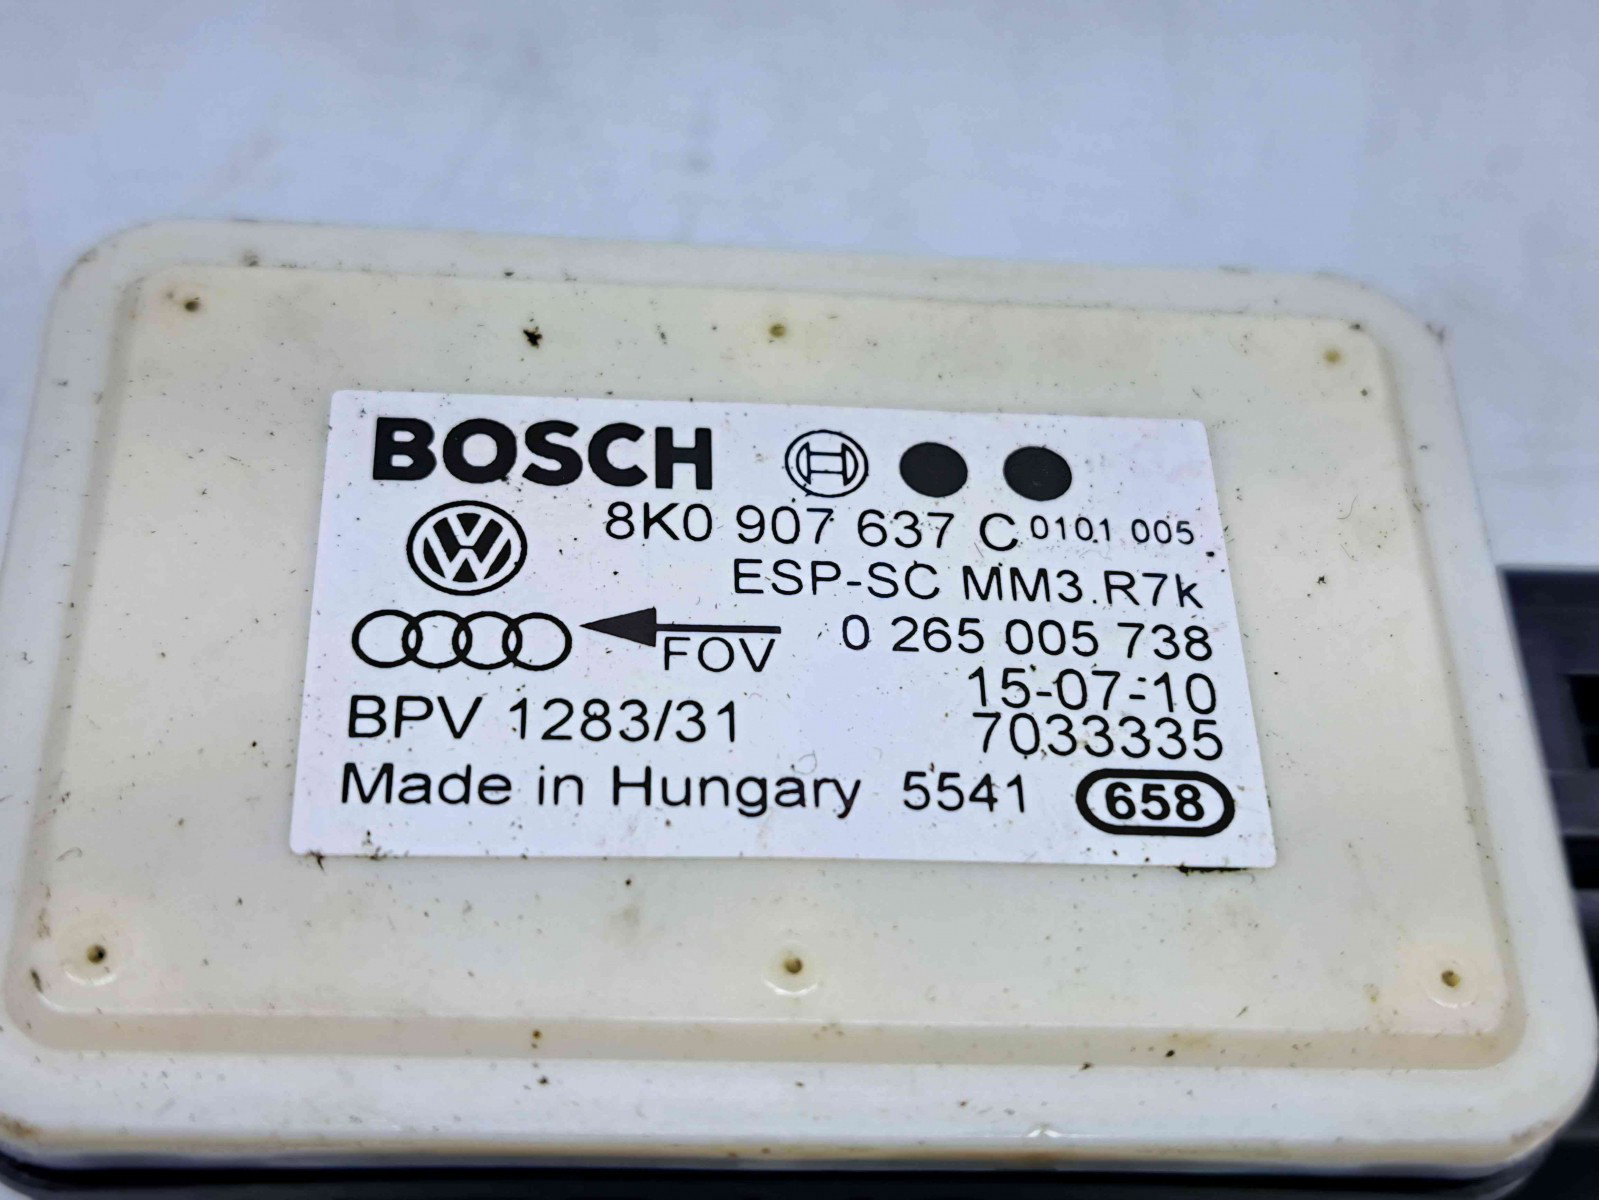 BOSCH
8K0 907 637 C 0101 005
ESP-SC MM3.R7k
FOV 0 265 005 738
15-07-10
BPV 1283/31 7033335
Made in Hungary 5541 658